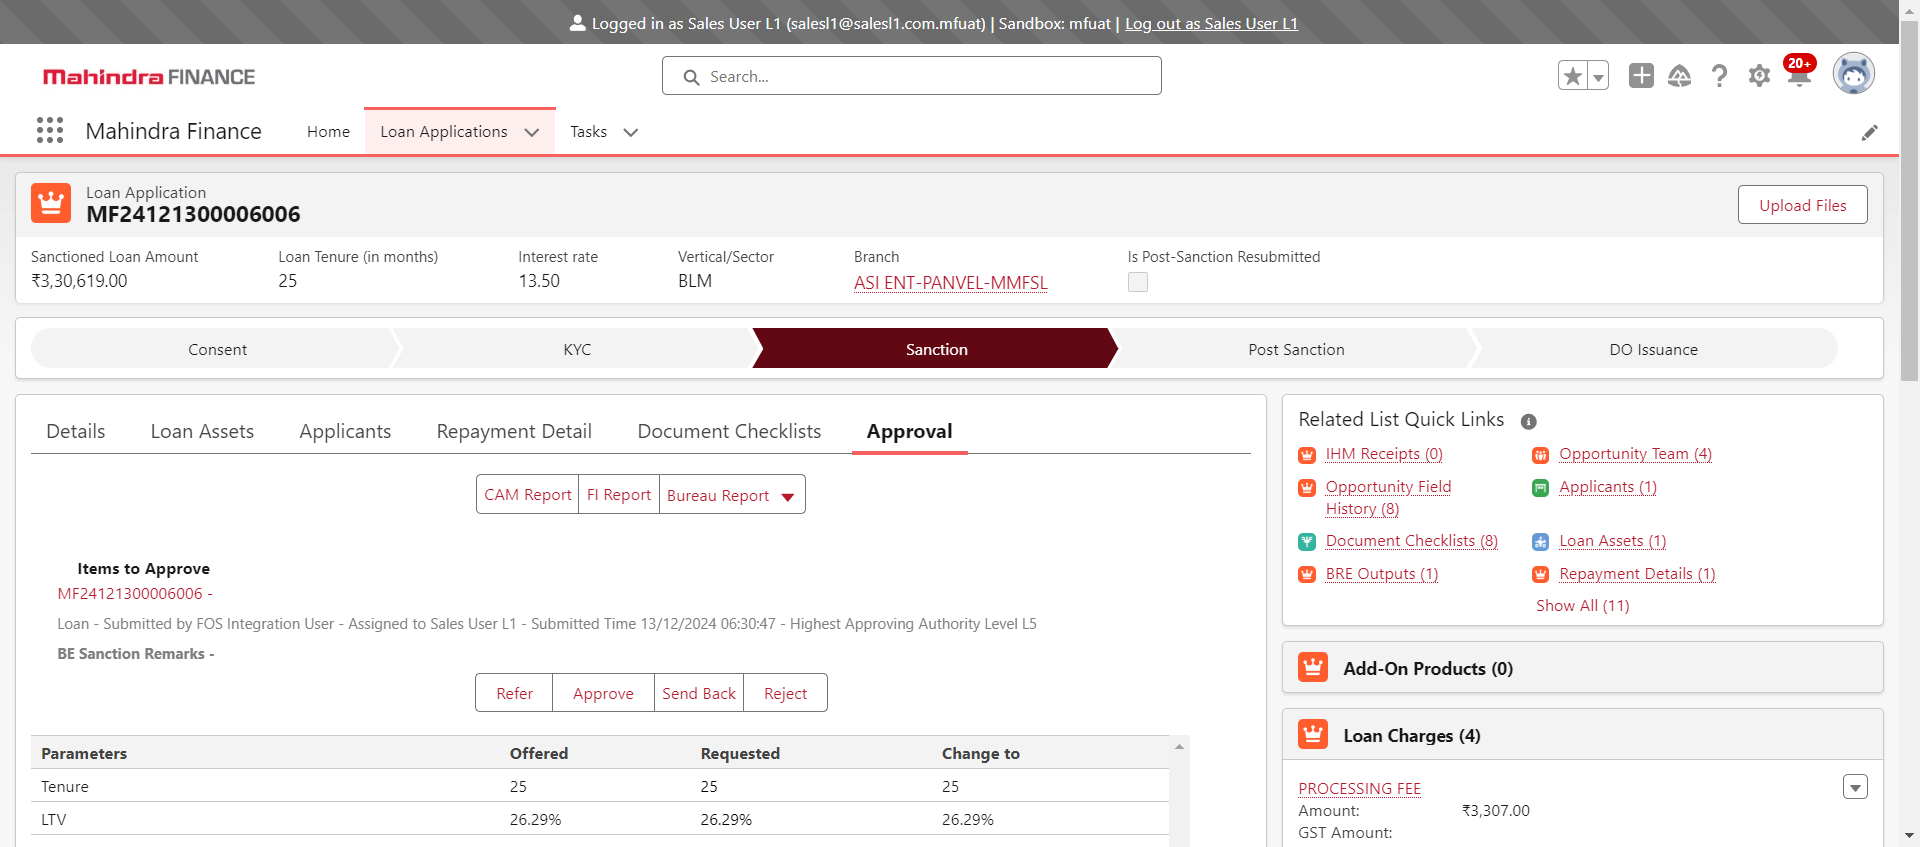 Logged in as Sales User L1 (salesl1@salesl1.com.mfuat) | Sandbox: mfuat | Log out as Sales User L1
Mahindra FINANCE
Search...
20+
Mahindra Finance
Home
Loan Applications
Tasks
Loan Application
MF24121300006006
Upload Files
Sanctioned Loan Amount
Loan Tenure (in months)
Interest rate
Vertical/Sector
Branch
Is Post-Sanction Resubmitted
₹3,30,619.00
25
13.50
BLM
ASI ENT-PANVEL-MMFSL
Consent
KYC
Sanction
Post Sanction
DO Issuance
Details
Loan Assets
Applicants
Repayment Detail
Document Checklists
Approval
CAM Report
FI Report
Bureau Report
Items to Approve
MF24121300006006 -
Loan - Submitted by FOS Integration User - Assigned to Sales User L1 - Submitted Time 13/12/2024 06:30:47 - Highest Approving Authority Level L5
BE Sanction Remarks -
Refer
Approve
Send Back
Reject
Parameters Offered Requested Change to
Tenure 25 25 25
LTV 26.29% 26.29% 26.29%
Related List Quick Links
IHM Receipts (0)
Opportunity Team (4)
Opportunity Field
History (8)
Applicants (1)
Document Checklists (8)
Loan Assets (1)
BRE Outputs (1)
Repayment Details (1)
Show All (11)
Add-On Products (0)
Loan Charges (4)
PROCESSING FEE
Amount: ₹3,307.00
GST Amount: